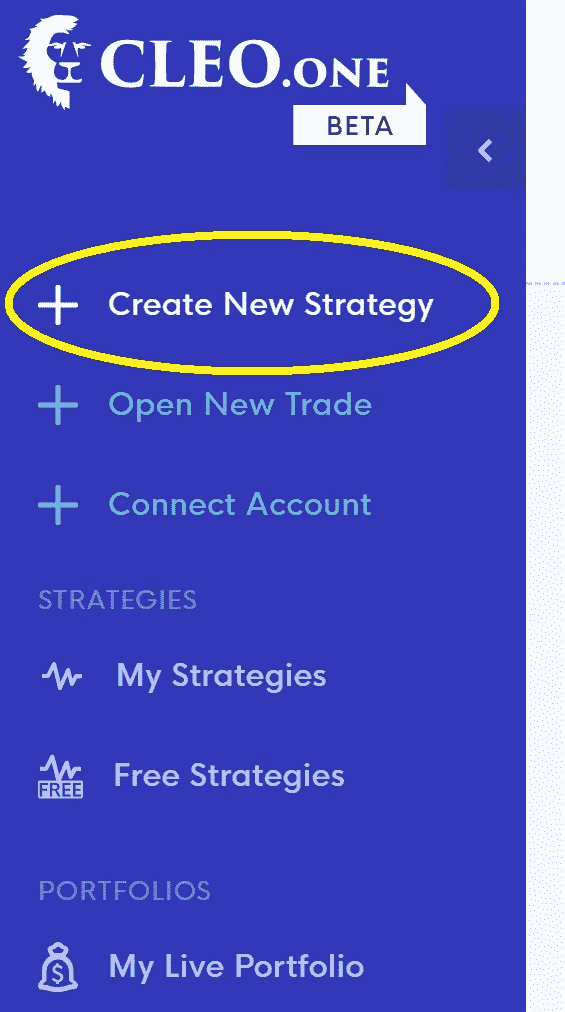 CLEO.ONE
BETA
Create New Strategy
Open New Trade
Connect Account
STRATEGIES
My Strategies
FREE
Free Strategies
PORTFOLIOS
$
My Live Portfolio